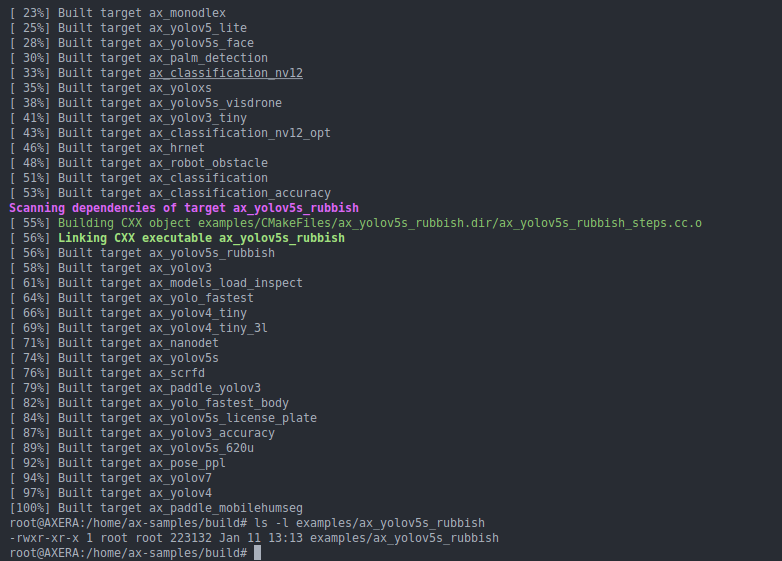 [ 23%] Built target ax_monodlex
[ 25%] Built target ax_yolov5_lite
[ 28%] Built target ax_yolov5s_face
[ 30%] Built target ax_palm_detection
[ 33%] Built target ax_classification_nv12
[ 35%] Built target ax_yoloxs
[ 38%] Built target ax_yolov5s_visdrone
[ 41%] Built target ax_yolov3_tiny
[ 43%] Built target ax_classification_nv12_opt
[ 46%] Built target ax_hrnet
[ 48%] Built target ax_robot_obstacle
[ 51%] Built target ax_classification
[ 53%] Built target ax_classification_accuracy
Scanning dependencies of target ax_yolov5s_rubbish
[ 55%] Building CXX object examples/CMakeFiles/ax_yolov5s_rubbish.dir/ax_yolov5s_rubbish_steps.cc.o
[ 56%] Linking CXX executable ax_yolov5s_rubbish
[ 56%] Built target ax_yolov5s_rubbish
[ 58%] Built target ax_yolov3
[ 61%] Built target ax_models_load_inspect
[ 64%] Built target ax_yolo_fastest
[ 66%] Built target ax_yolov4_tiny
[ 69%] Built target ax_yolov4_tiny_3l
[ 71%] Built target ax_nanodet
[ 74%] Built target ax_yolov5s
[ 76%] Built target ax_scrfd
[ 79%] Built target ax_paddle_yolov3
[ 82%] Built target ax_yolo_fastest_body
[ 84%] Built target ax_yolov5s_license_plate
[ 87%] Built target ax_yolov3_accuracy
[ 89%] Built target ax_yolov5s_620u
[ 92%] Built target ax_pose_ppl
[ 94%] Built target ax_yolov7
[ 97%] Built target ax_yolov4
[100%] Built target ax_paddle_mobilehumseg
root@AXERA:/home/ax-samples/build# ls -l examples/ax_yolov5s_rubbish
-rwxr-xr-x 1 root root 223132 Jan 11 13:13 examples/ax_yolov5s_rubbish
root@AXERA:/home/ax-samples/build#